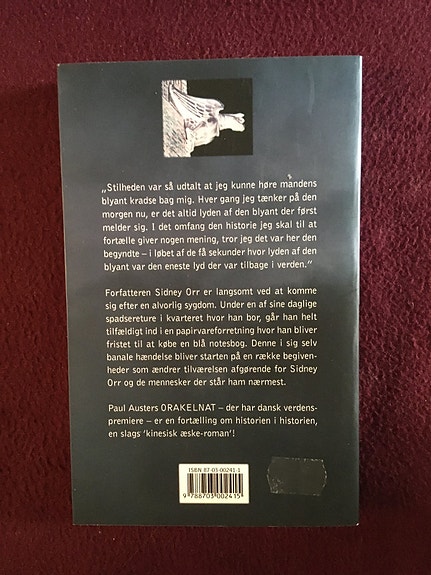 „Stilheden var så udtalt at jeg kunne høre mandens
blyant kradse bag mig. Hver gang jeg tænker på den
morgen nu, er det altid lyden af den blyant der først
melder sig. I det omfang den historie jeg skal til at
fortælle giver nogen mening, tror jeg det var her den
begyndte – i løbet af de få sekunder hvor lyden af den
blyant var den eneste lyd der var tilbage i verden.“
Forfatteren Sidney Orr er langsomt ved at komme
sig efter en alvorlig sygdom. Under en af sine daglige
spadsereture i kvarteret hvor han bor, går han helt
tilfældigt ind i en papirvareforretning hvor han bliver
fristet til at købe en blå notesbog. Denne i sig selv
banale hændelse bliver starten på en række begiven-
heder som ændrer tilværelsen afgørende for Sidney
Orr og de mennesker der står ham nærmest.
Paul Austers ORAKELNAT – der har dansk verdens-
premiere – er en fortælling om historien i historien,
en slags ‘kinesisk æske-roman’!
ISBN 87-03-00241-1
9 788703 002415